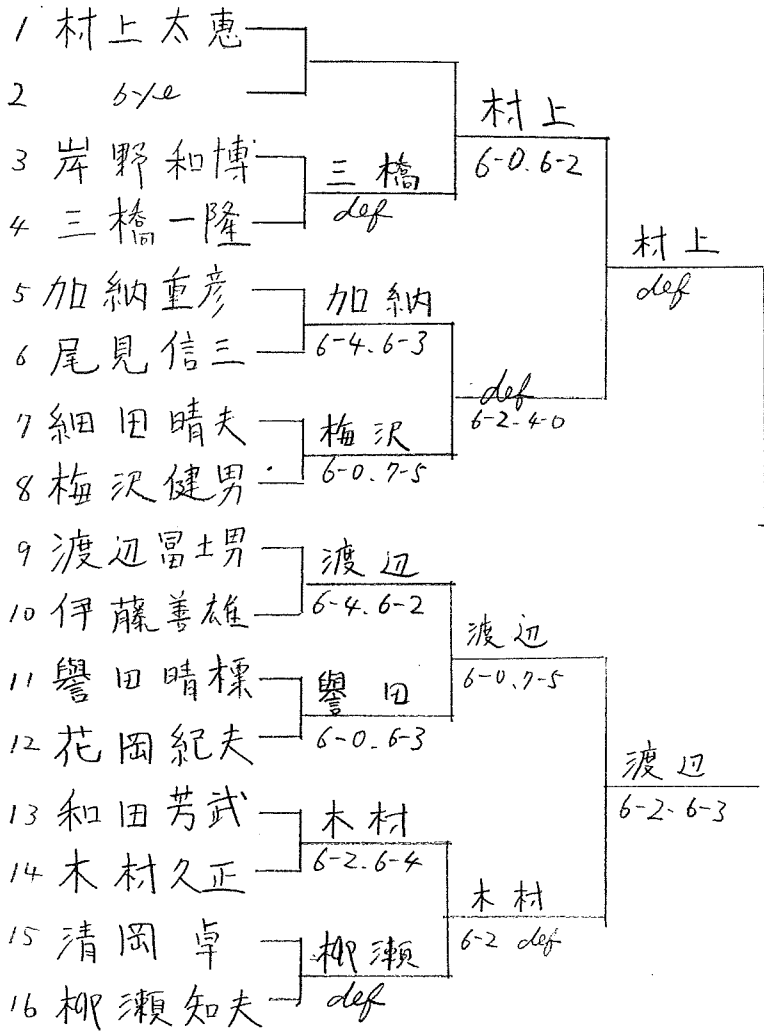 1 村上太恵
2 bye
3 岸野和博
4 三橋一隆
5 加納重彦
6 尾見信三
7 細田晴夫
8 梅沢健男
9 渡辺冨士男
10 伊藤善雄
11 譽田晴標
12 花岡紀夫
13 和田芳武
14 木村久正
15 清岡卓
16 柳瀬知夫
三橋
def
加納
6-4. 6-3
梅沢
6-0. 7-5
渡辺
6-4. 6-2
譽田
6-0. 6-3
木村
6-2. 6-4
柳瀬
def
村上
6-0. 6-2
def
6-2. 4-0
渡辺
6-0. 7-5
木村
6-2 def
村上
def
渡辺
6-2. 6-3